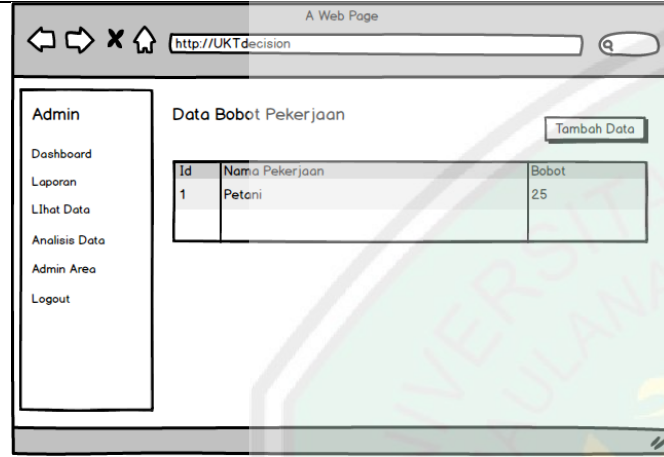 A Web Page
http://UKTdecision
Admin
Dashboard
Laporan
LIhat Data
Analisis Data
Admin Area
Logout
Data Bobot Pekerjaan
Tambah Data
Id Nama Pekerjaan Bobot
1 Petani 25